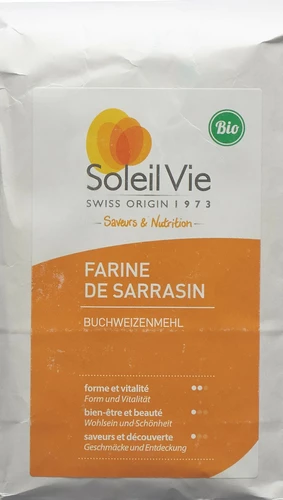 Bio
Soleil Vie
SWISS ORIGIN | 1973
Saveurs & Nutrition
FARINE
DE SARRASIN
BUCHWEIZENMEHL
forme et vitalité
Form und Vitalität
bien-être et beauté
Wohlsein und Schönheit
saveurs et découverte
Geschmäcke und Entdeckung